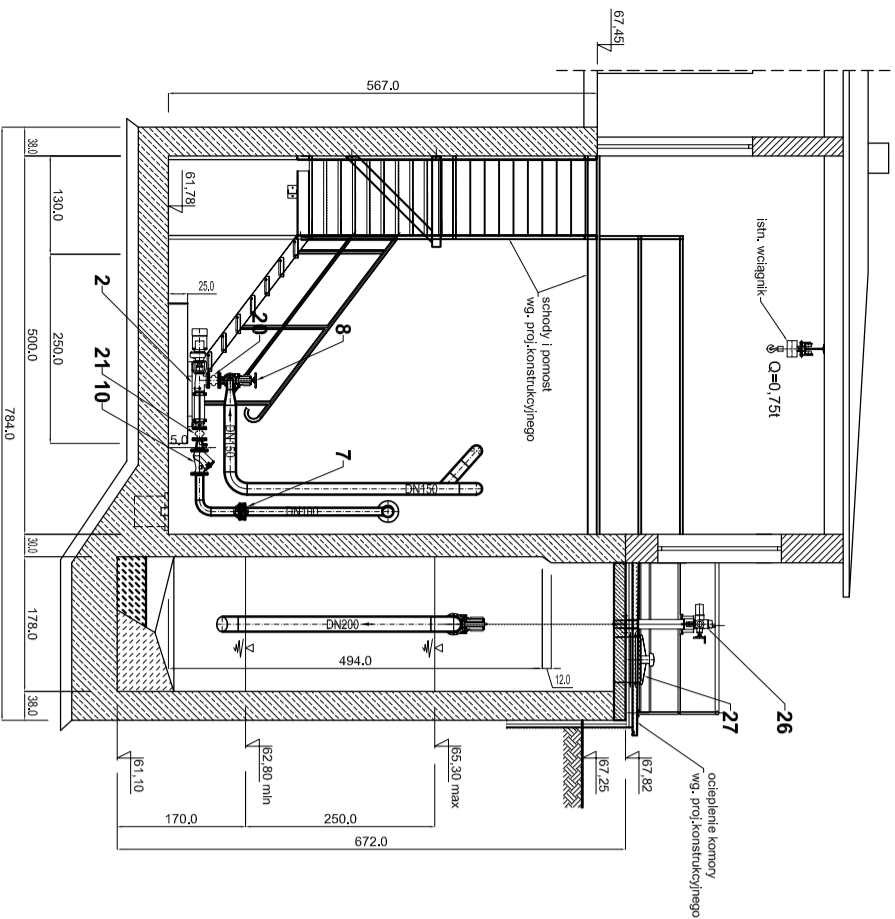 67,45
567.0
38.0
130.0
61,78
25.0
250.0
500.0
784.0
5.0
30.0
178.0
38.0
istn. wciągnik
Q=0,75t
schody i pomost
wg. proj.konstrukcyjnego
2
20
8
21
10
7
DN150
DN150
DN100
DN200
494.0
12.0
26
27
ocieplenie komory
wg. proj.konstrukcyjnego
67,82
67,25
65,30 max
62,80 min
61,10
170.0
250.0
672.0